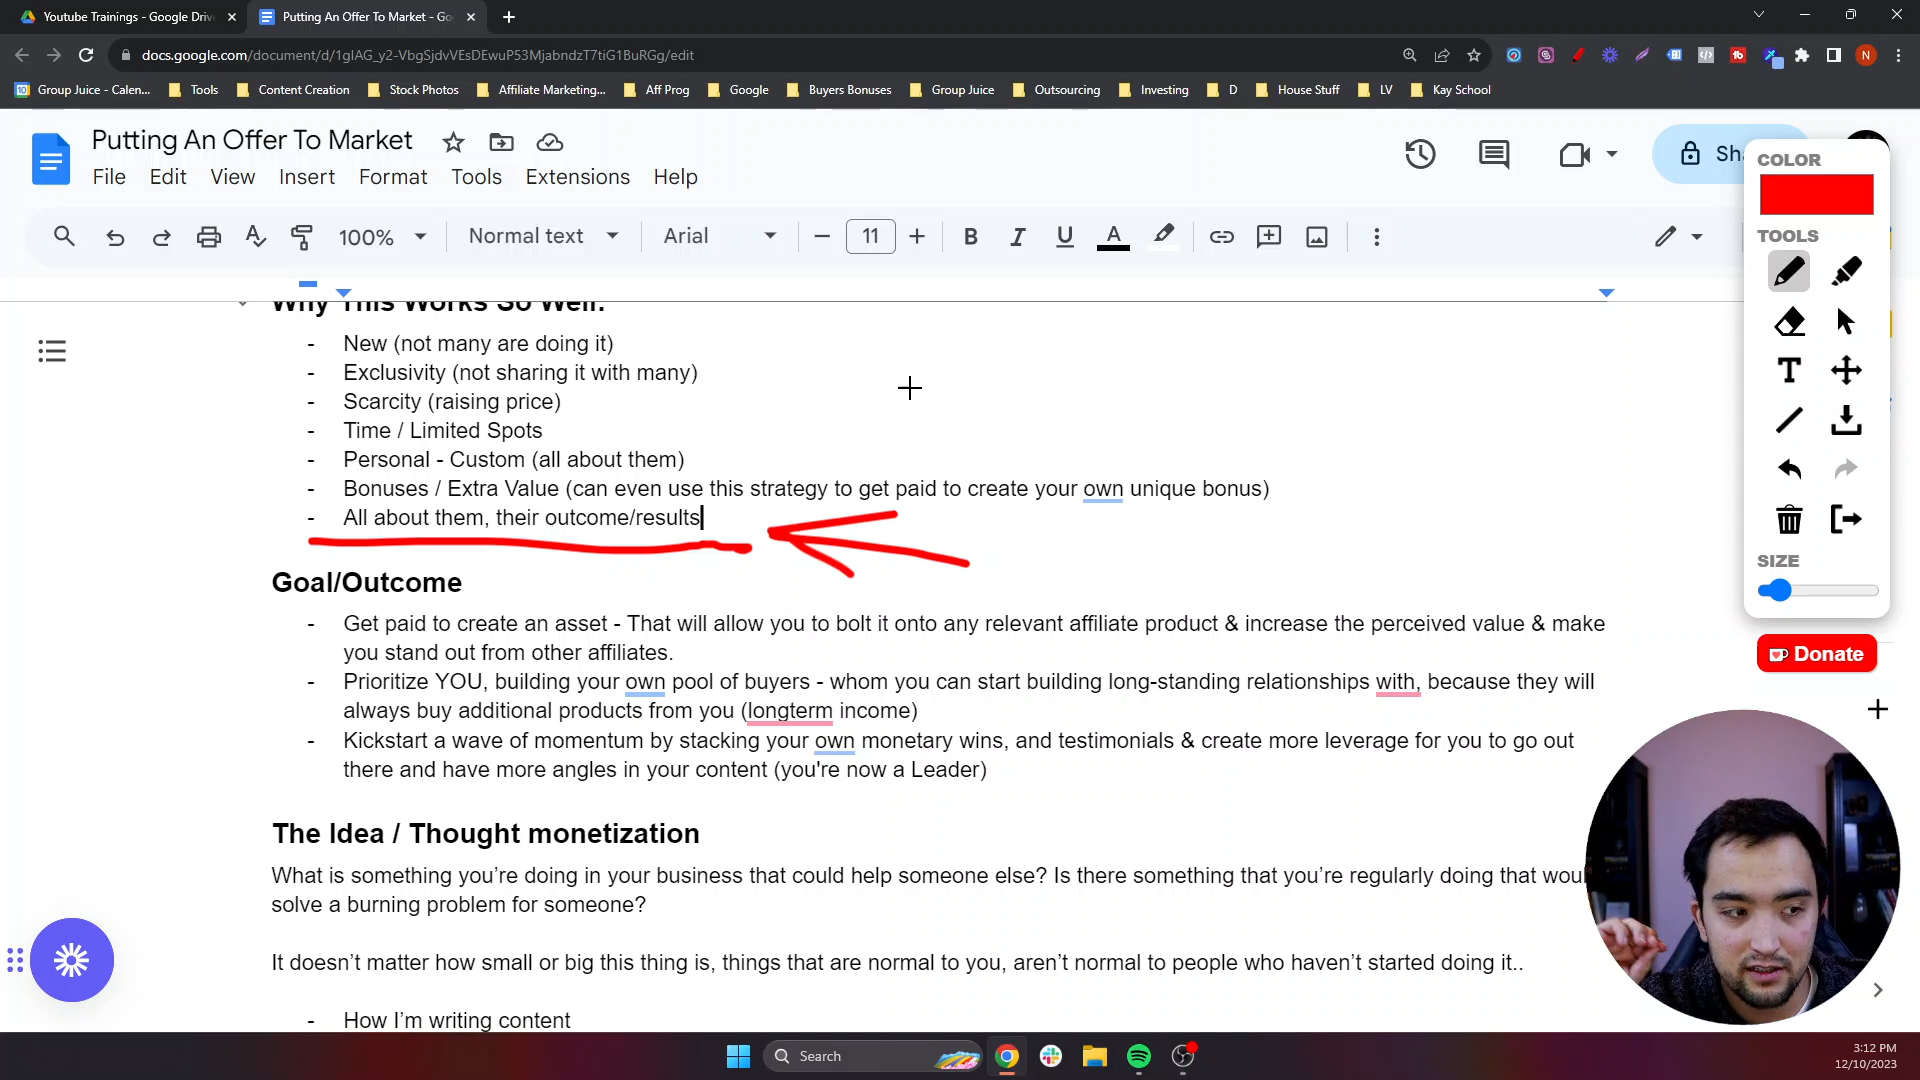 Youtube Trainings - Google Driv
Putting An Offer To Market - Go
docs.google.com/document/d/1gIAG_y2-VbgSjdvVEsDEwuP53MjabndzT7tiG1BuRGg/edit
Group Juice - Calen...
Tools
Content Creation
Stock Photos
Affiliate Marketing...
Aff Prog
Google
Buyers Bonuses
Group Juice
Outsourcing
Investing
D
House Stuff
LV
Kay School
Putting An Offer To Market
File Edit View Insert Format Tools Extensions Help
Sh
100%
Normal text
Arial
11
COLOR
TOOLS
SIZE
Donate
Why This Works So Well:
- New (not many are doing it)
- Exclusivity (not sharing it with many)
- Scarcity (raising price)
- Time / Limited Spots
- Personal - Custom (all about them)
- Bonuses / Extra Value (can even use this strategy to get paid to create your own unique bonus)
- All about them, their outcome/results
Goal/Outcome
- Get paid to create an asset - That will allow you to bolt it onto any relevant affiliate product & increase the perceived value & make
you stand out from other affiliates.
- Prioritize YOU, building your own pool of buyers - whom you can start building long-standing relationships with, because they will
always buy additional products from you (longterm income)
- Kickstart a wave of momentum by stacking your own monetary wins, and testimonials & create more leverage for you to go out
there and have more angles in your content (you're now a Leader)
The Idea / Thought monetization
What is something you're doing in your business that could help someone else? Is there something that you're regularly doing that woul
solve a burning problem for someone?
It doesn't matter how small or big this thing is, things that are normal to you, aren't normal to people who haven't started doing it..
- How I'm writing content
Search
3:12 PM
12/10/2023